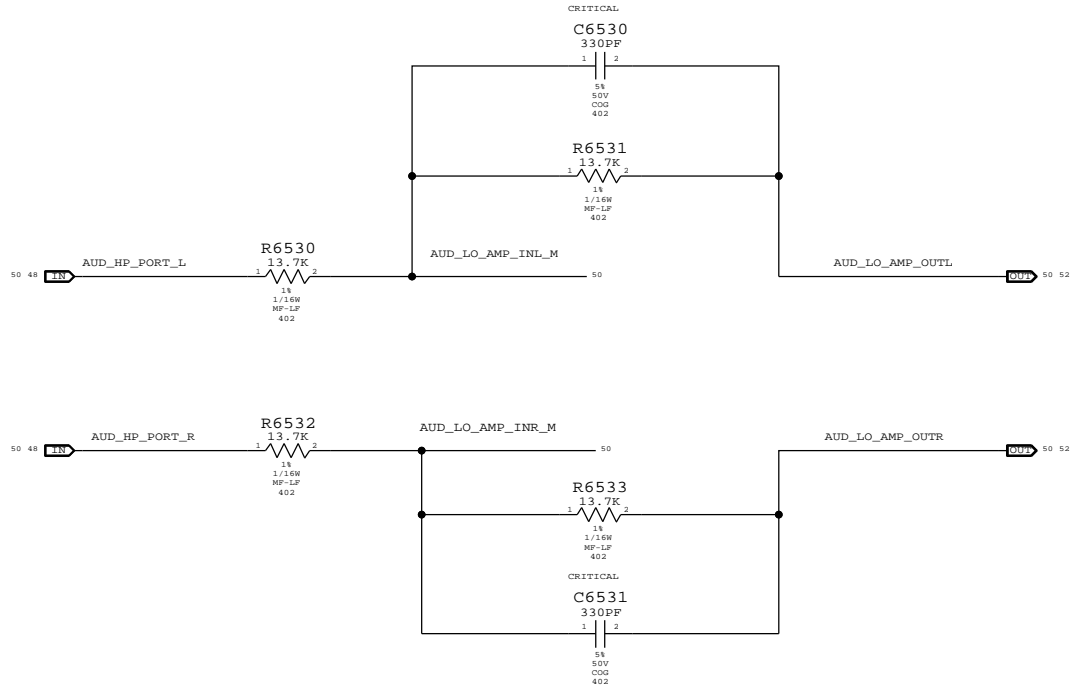 CRITICAL
C6530
330PF
1 2
5%
50V
COG
402
R6531
13.7K
1 2
1%
1/16W
MF-LF
402
AUD_LO_AMP_INL_M
R6530
13.7K
AUD_HP_PORT_L
AUD_LO_AMP_OUTL
50 48 IN
1 2
50
OUT 50 52
1%
1/16W
MF-LF
402
R6532
13.7K
AUD_LO_AMP_INR_M
AUD_HP_PORT_R
AUD_LO_AMP_OUTR
50 48 IN
1 2
50
OUT 50 52
1%
1/16W
MF-LF
402
R6533
13.7K
1 2
1%
1/16W
MF-LF
402
CRITICAL
C6531
330PF
1 2
5%
50V
COG
402